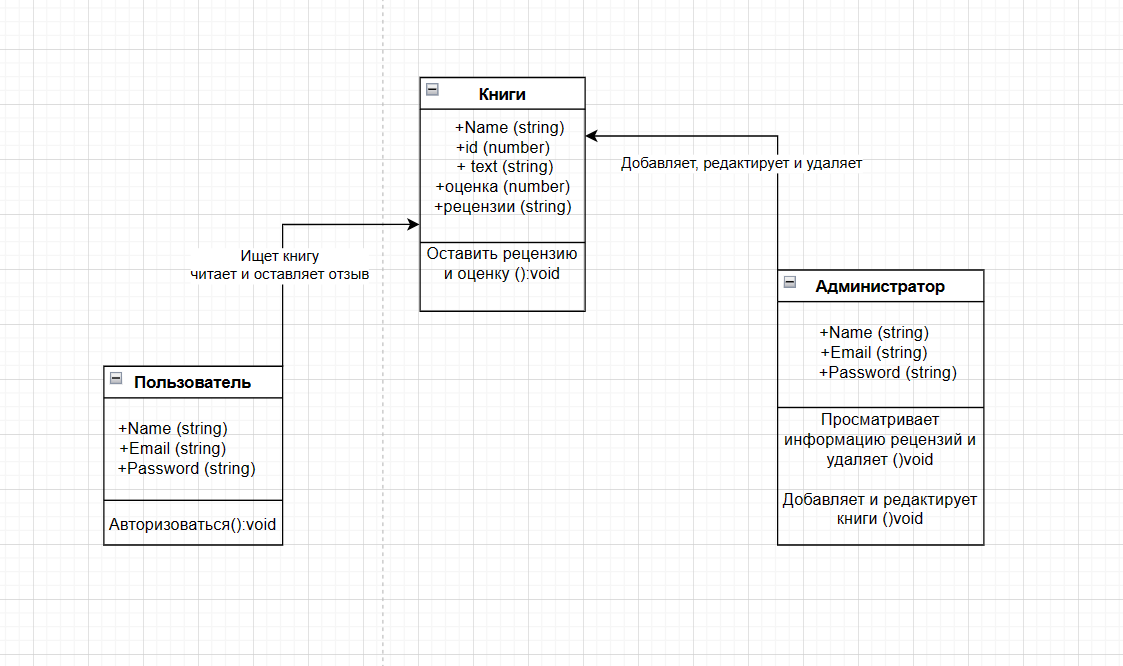 Книги
+Name (string)
+id (number)
+ text (string)
+оценка (number)
+рецензии (string)
Оставить рецензию
и оценку ():void
Добавляет, редактирует и удаляет
Ищет книгу
читает и оставляет отзыв
Администратор
+Name (string)
+Email (string)
+Password (string)
Просматривает
информацию рецензий и
удаляет ()void
Добавляет и редактирует
книги ()void
Пользователь
+Name (string)
+Email (string)
+Password (string)
Авторизоваться():void